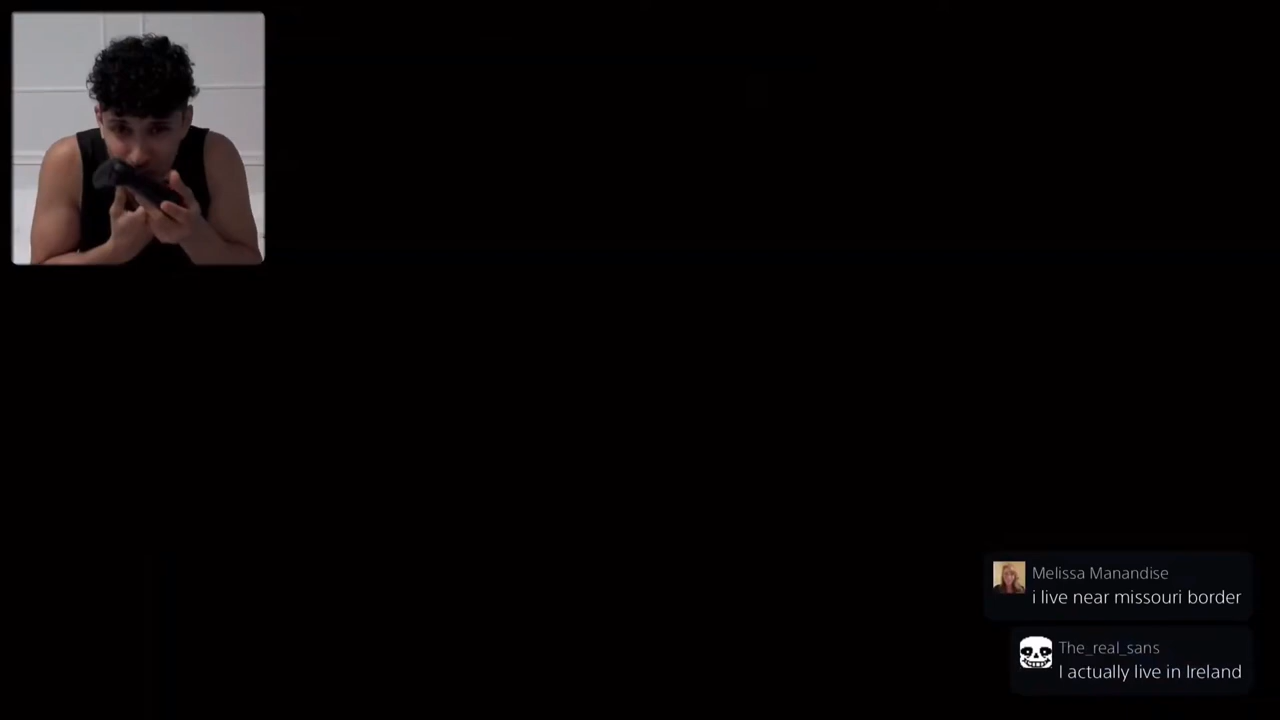 Melissa Manandise
i live near missouri border
The_real_sans
I actually live in Ireland